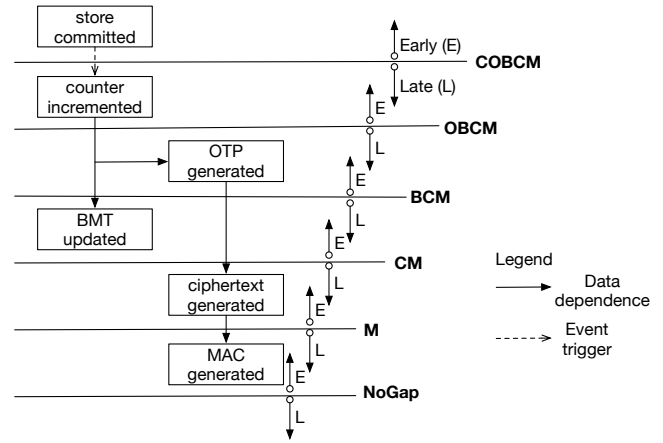 store
committed
Early (E)
COBCM
Late (L)
counter
incremented
E
OBCM
L
OTP
generated
E
BCM
L
BMT
updated
E
CM
L
Legend
Data
dependence
ciphertext
generated
E
M
L
Event
trigger
MAC
generated
E
NoGap
L